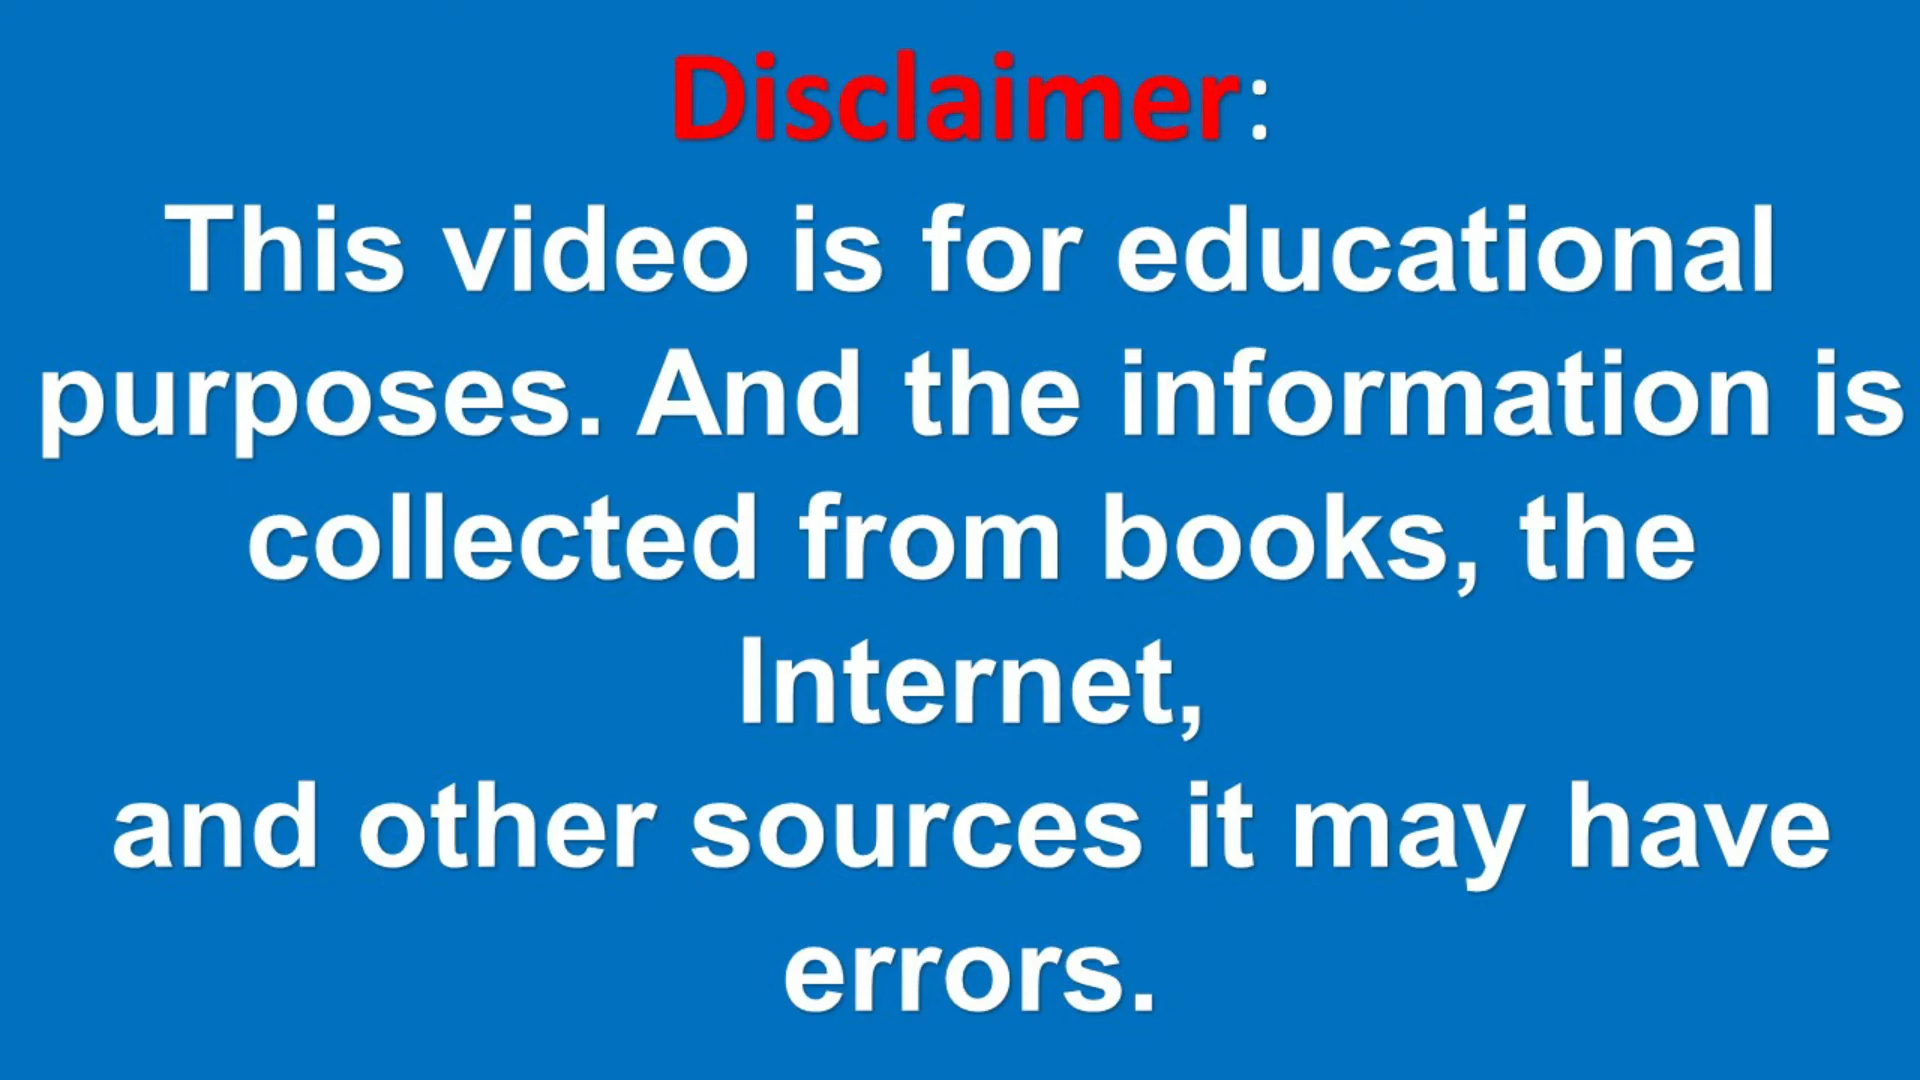 Disclaimer:
This video is for educational
purposes. And the information is
collected from books, the
Internet,
and other sources it may have
errors.